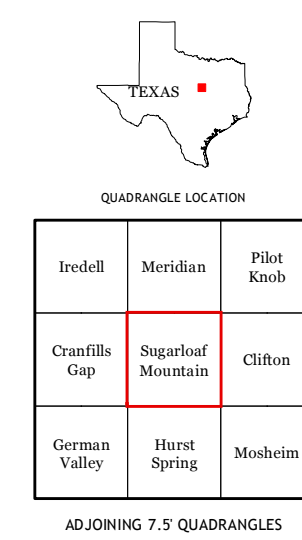 TEXAS
QUADRANGLE LOCATION
Iredell
Meridian
Pilot
Knob
Cranfills
Gap
Sugarloaf
Mountain
Clifton
German
Valley
Hurst
Spring
Mosheim
ADJOINING 7.5' QUADRANGLES